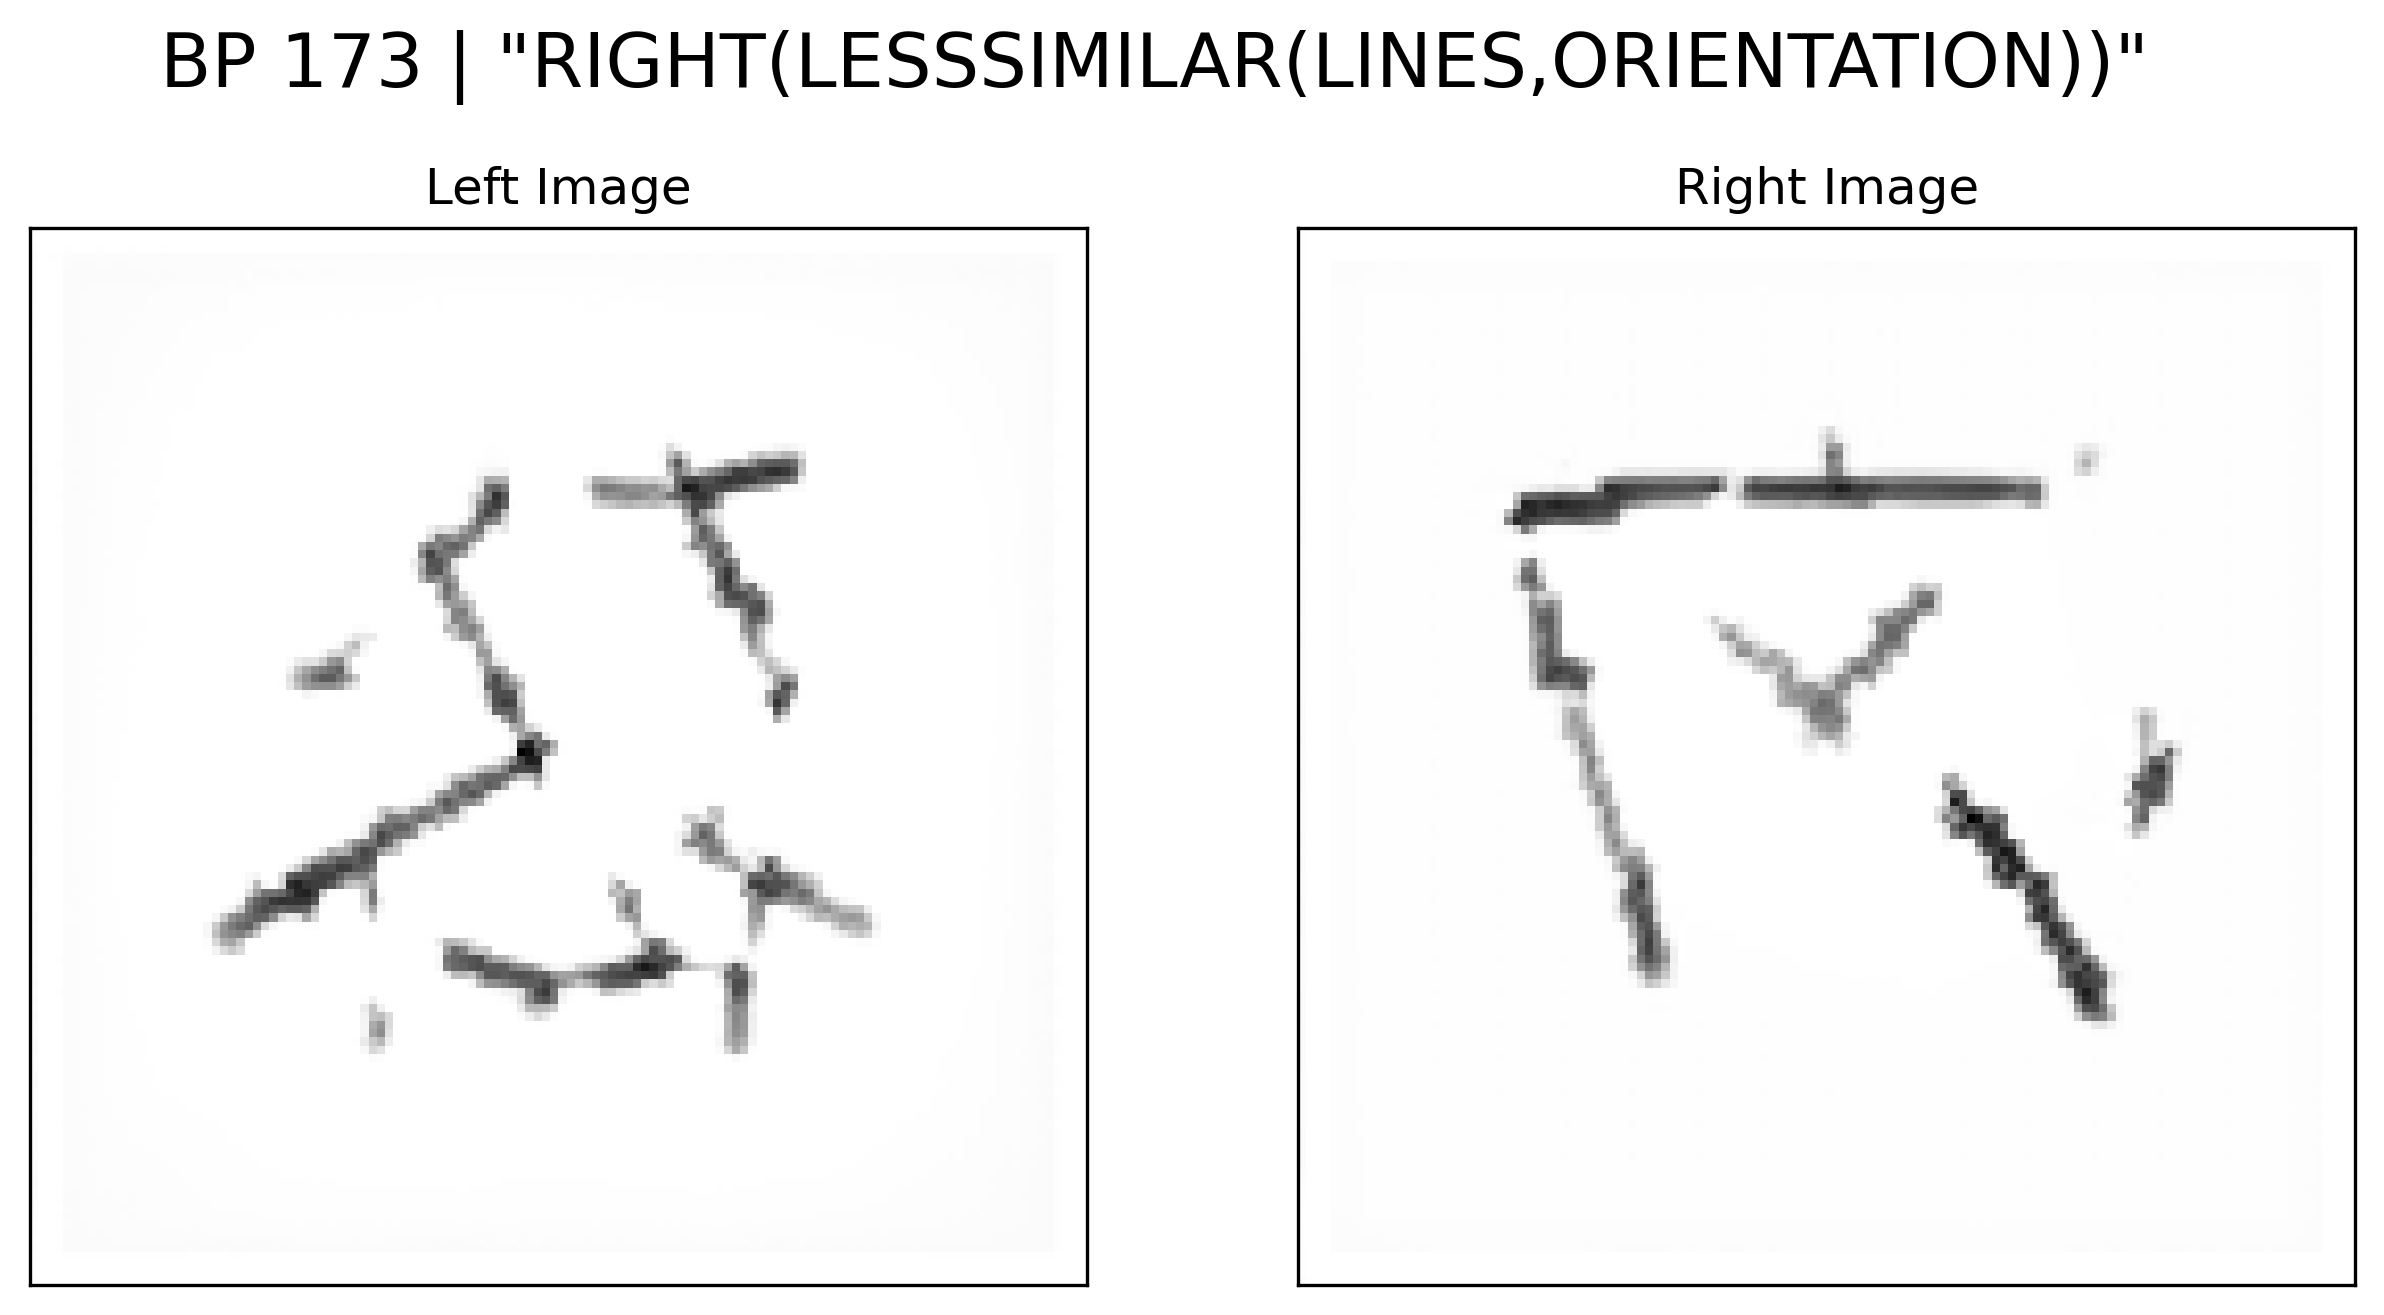 BP 173 | "RIGHT(LESSSIMILAR(LINES,ORIENTATION))"
Left Image
Right Image